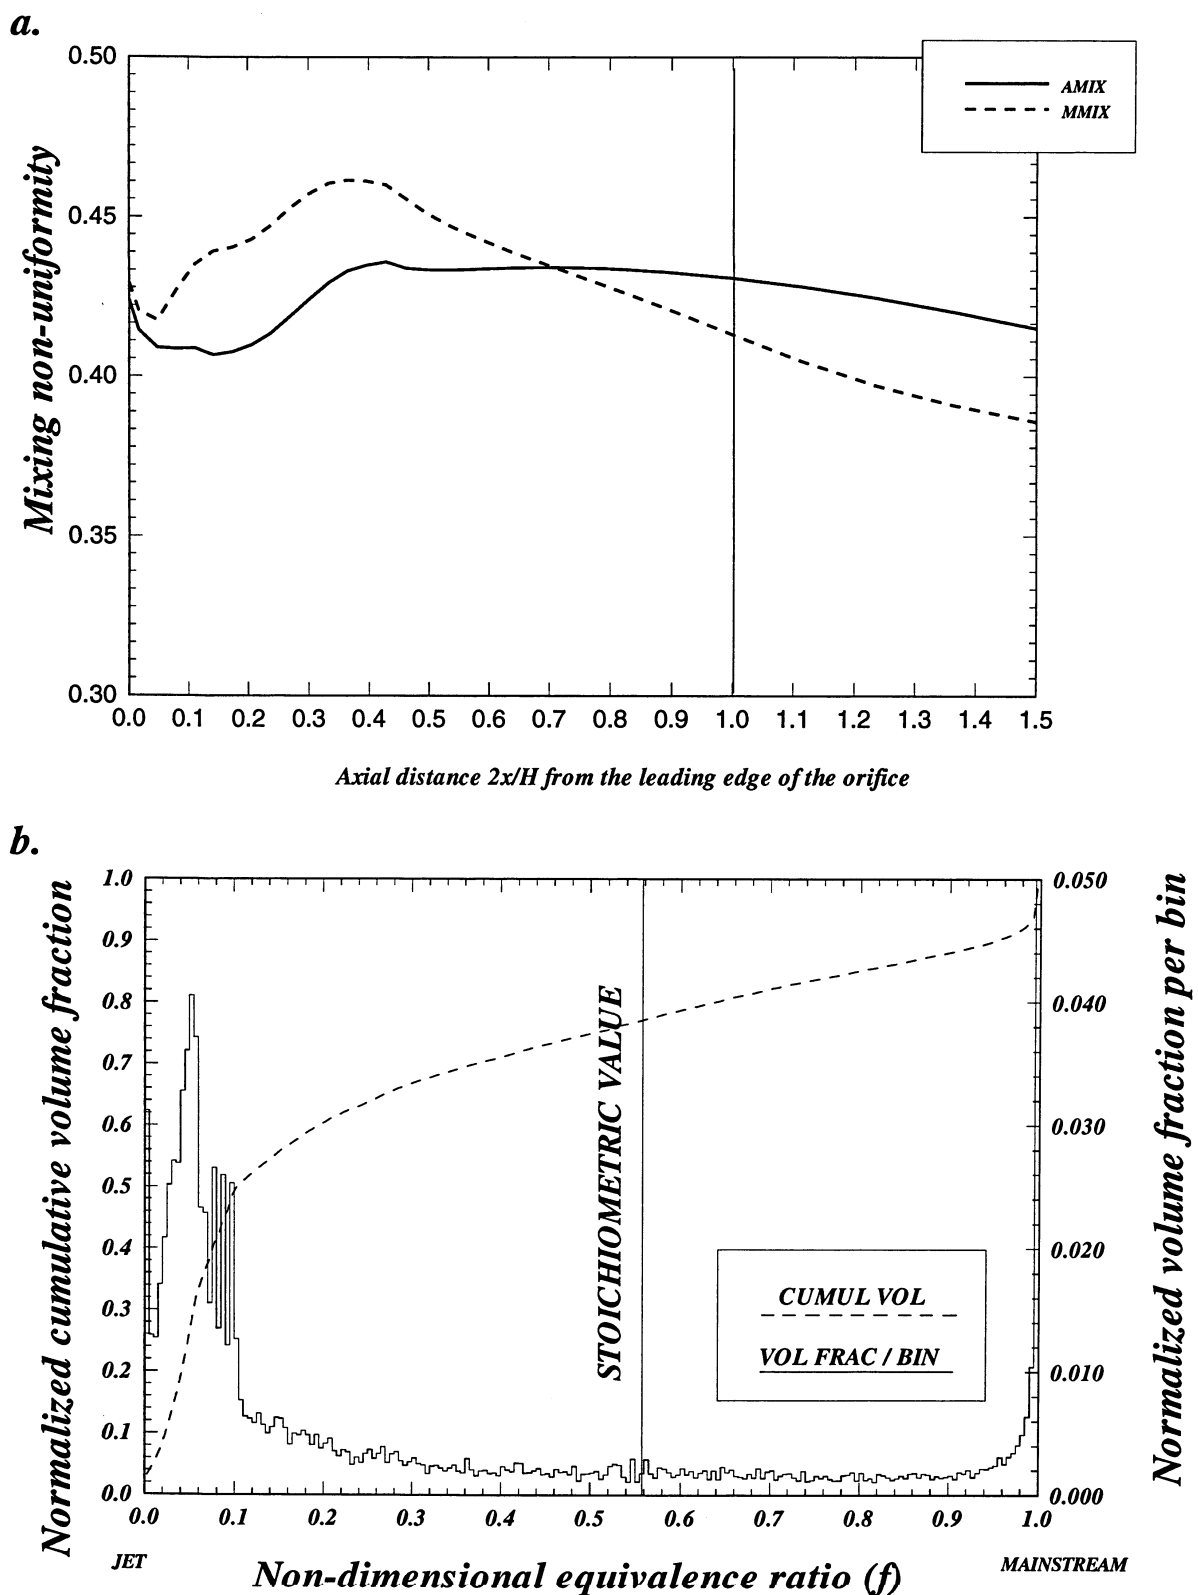 a.
0.50
0.45
0.40
0.35
0.30
Mixing non-uniformity
AMIX
MMIX
0.0 0.1 0.2 0.3 0.4 0.5 0.6 0.7 0.8 0.9 1.0 1.1 1.2 1.3 1.4 1.5
Axial distance 2x/H from the leading edge of the orifice
b.
Normalized cumulative volume fraction
1.0
0.9
0.8
0.7
0.6
0.5
0.4
0.3
0.2
0.1
0.0
STOICHIOMETRIC VALUE
CUMUL VOL
VOL FRAC / BIN
0.050
0.040
0.030
0.020
0.010
0.000
Normalized volume fraction per bin
0.0 0.1 0.2 0.3 0.4 0.5 0.6 0.7 0.8 0.9 1.0
JET
MAINSTREAM
Non-dimensional equivalence ratio (f)